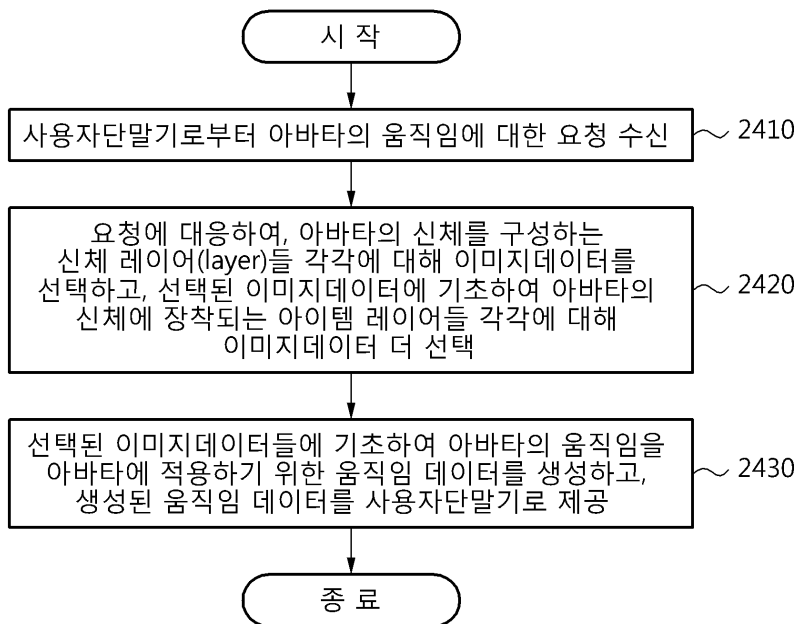 시 작
사용자단말기로부터 아바타의 움직임에 대한 요청 수신
2410
요청에 대응하여, 아바타의 신체를 구성하는
신체 레이어(layer)들 각각에 대해 이미지데이터를
선택하고, 선택된 이미지데이터에 기초하여 아바타의
신체에 장착되는 아이템 레이어들 각각에 대해
이미지데이터 더 선택
2420
선택된 이미지데이터들에 기초하여 아바타의 움직임을
아바타에 적용하기 위한 움직임 데이터를 생성하고,
생성된 움직임 데이터를 사용자단말기로 제공
2430
종 료